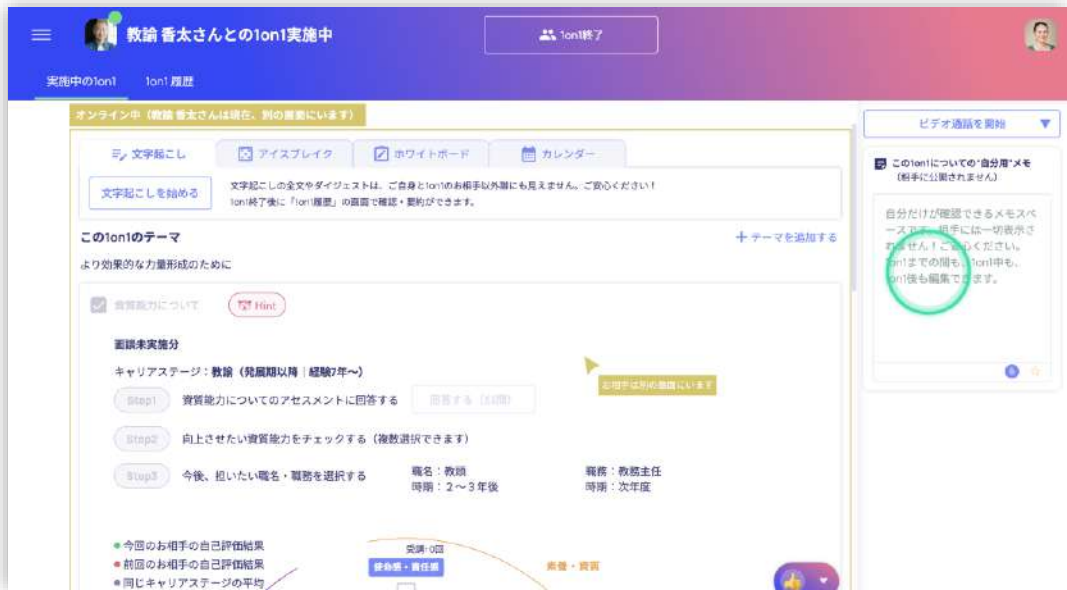 教諭 香太さんとの1on1実施中
1on1終了
実施中の1on1
1on1 履歴
オンライン中（教諭 香太さんは現在、別の画面にいます）
文字起こし
アイスブレイク
ホワイトボード
カレンダー
文字起こしを始める
文字起こしの全文やダイジェストは、ご自身と1on1のお相手以外誰にも見えません。ご安心ください！
1on1終了後に「1on1履歴」の画面で確認・要約ができます。
この1on1のテーマ
＋ テーマを追加する
より効果的な力量形成のために
資質能力について
Hint
面談未実施分
キャリアステージ：教諭（発展期以降｜経験7年〜）
お相手は別の画面にいます
Step1
資質能力についてのアセスメントに回答する
Step2
向上させたい資質能力をチェックする（複数選択できます）
Step3
今後、担いたい職名・職務を選択する
職名：教頭
時期：２〜３年後
職務：教務主任
時期：次年度
今回のお相手の自己評価結果
前回のお相手の自己評価結果
同じキャリアステージの平均
受講:0回
使命感・責任感
素養・資質
ビデオ通話を開始
この1on1についての"自分用"メモ
（相手に公開されません）
自分だけが確認できるメモスペ
ースです。相手には一切表示さ
れません！ご安心ください。
1on1までの間も、1on1中も、
1on1後も編集できます。